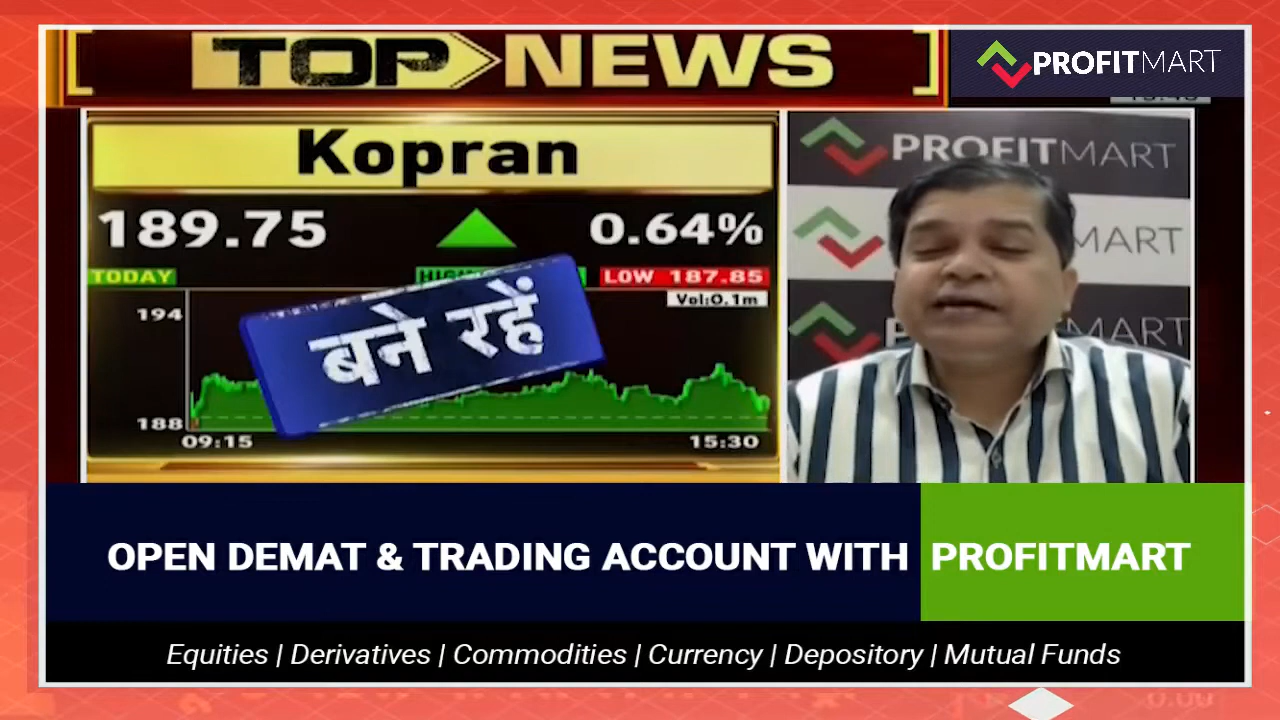 TOP NEWS
PROFITMART
Kopran
189.75
0.64%
TODAY
LOW 187.85
Vol:0.1m
194
बने रहें
188
09:15
15:30
PROFITMART
OPEN DEMAT & TRADING ACCOUNT WITH PROFITMART
Equities | Derivatives | Commodities | Currency | Depository | Mutual Funds